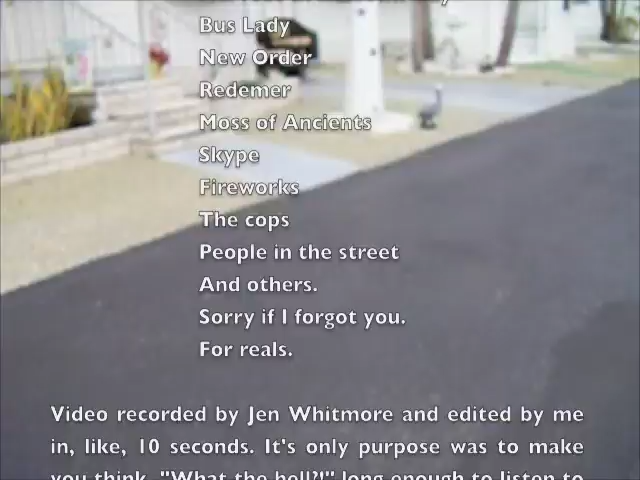 Bus Lady
New Order
Redemer
Moss of Ancients
Skype
Fireworks
The cops
People in the street
And others.
Sorry if I forgot you.
For reals.
Video recorded by Jen Whitmore and edited by me
in, like, 10 seconds. It's only purpose was to make
you think, "What the hell?!" long enough to listen to